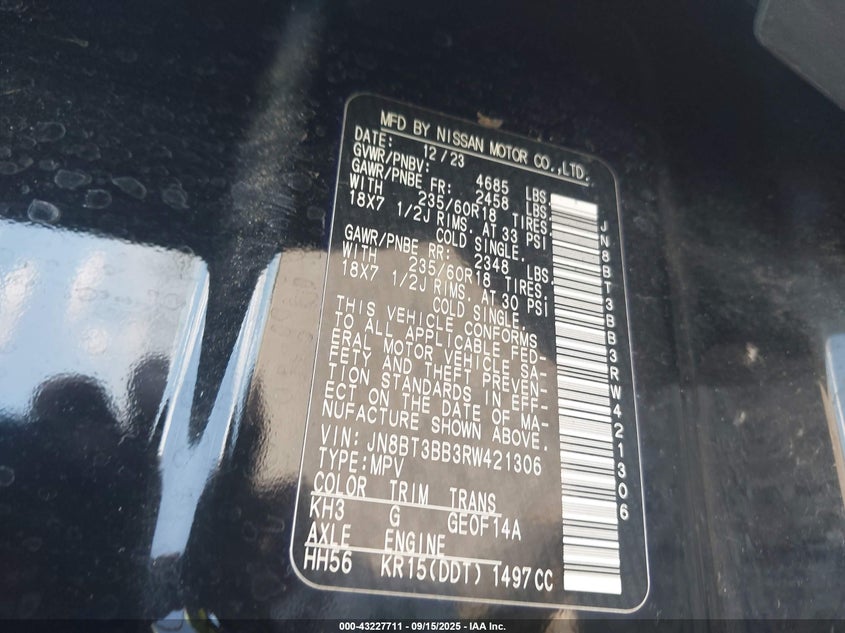 MFD BY NISSAN MOTOR CO.,LTD.
DATE: 12/23
GVWR/PNBV: 4685 LBS.
GAWR/PNBE FR: 2458 LBS.
WITH 235/60R18 TIRES.
18X7 1/2J RIMS. AT 33 PSI
COLD SINGLE.
GAWR/PNBE RR: 2348 LBS.
WITH 235/60R18 TIRES.
18X7 1/2J RIMS. AT 30 PSI
COLD SINGLE.
THIS VEHICLE CONFORMS
TO ALL APPLICABLE FED-
ERAL MOTOR VEHICLE SA-
FETY AND THEFT PREVEN-
TION STANDARDS IN EFF-
ECT ON THE DATE OF MA-
NUFACTURE SHOWN ABOVE.
VIN: JN8BT3BB3RW421306
TYPE:MPV
COLOR TRIM TRANS
KH3 G GE0F14A
AXLE ENGINE
HH56 KR15(DDT) 1497CC
JN8BT3BB3RW421306
000-43227711 - 09/15/2025 - IAA Inc.